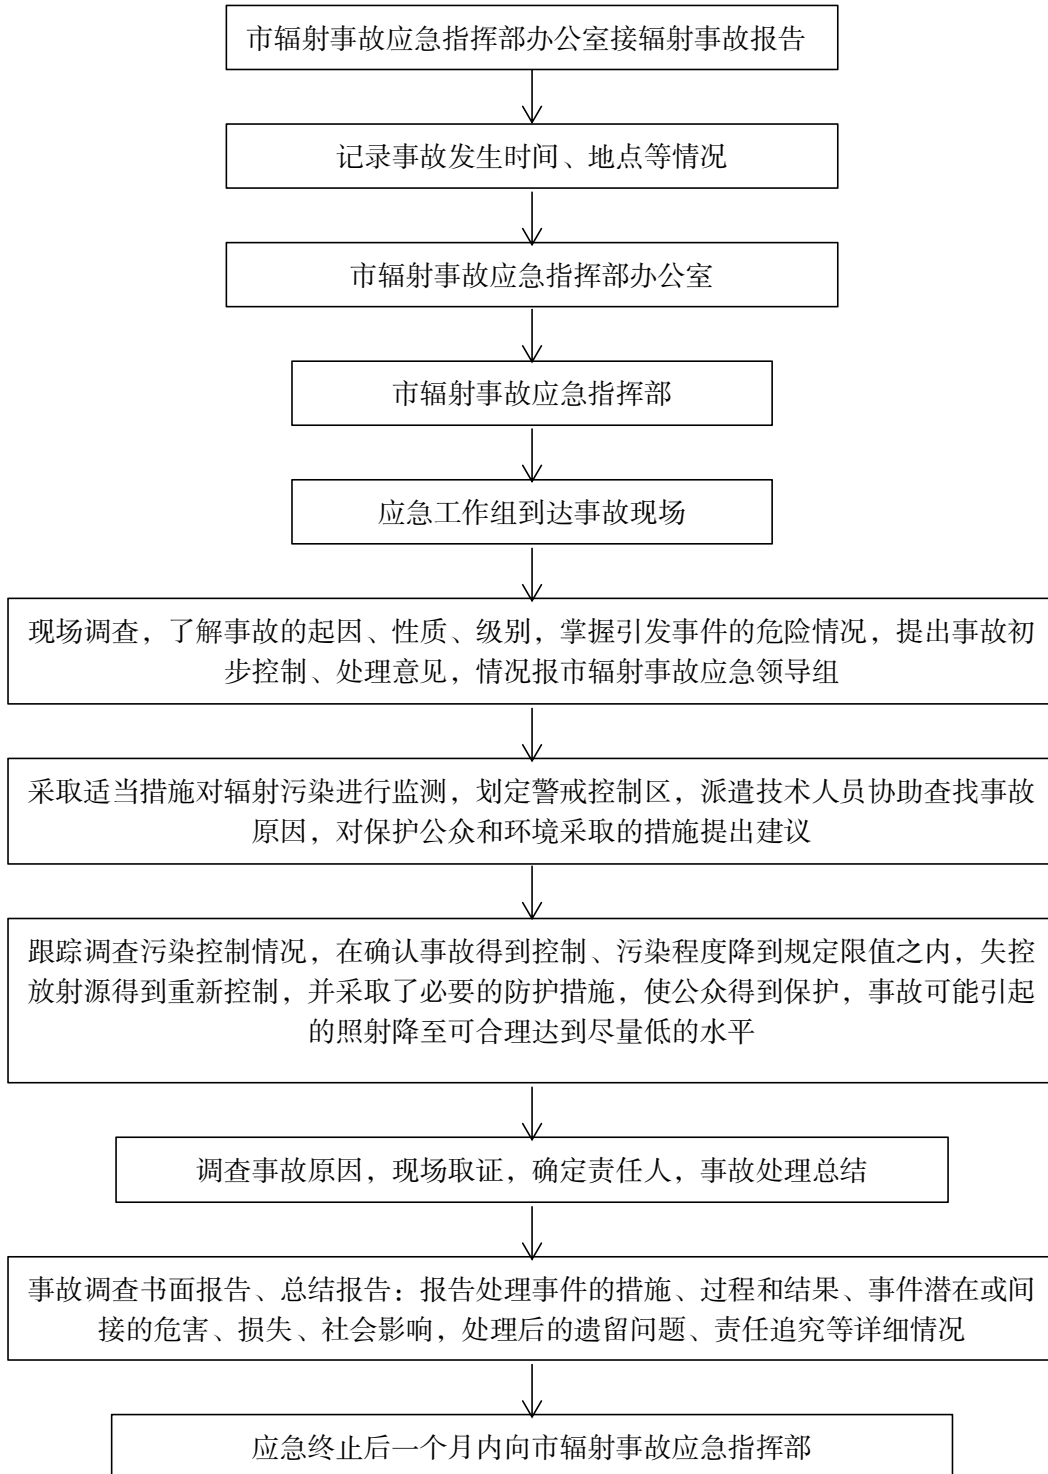 市辐射事故应急指挥部办公室接辐射事故报告
记录事故发生时间、地点等情况
市辐射事故应急指挥部办公室
市辐射事故应急指挥部
应急工作组到达事故现场
现场调查，了解事故的起因、性质、级别，掌握引发事件的危险情况，提出事故初
步控制、处理意见，情况报市辐射事故应急领导组
采取适当措施对辐射污染进行监测，划定警戒控制区，派遣技术人员协助查找事故
原因，对保护公众和环境采取的措施提出建议
跟踪调查污染控制情况，在确认事故得到控制、污染程度降到规定限值之内，失控
放射源得到重新控制，并采取了必要的防护措施，使公众得到保护，事故可能引起
的照射降至可合理达到尽量低的水平
调查事故原因，现场取证，确定责任人，事故处理总结
事故调查书面报告、总结报告：报告处理事件的措施、过程和结果、事件潜在或间
接的危害、损失、社会影响，处理后的遗留问题、责任追究等详细情况
应急终止后一个月内向市辐射事故应急指挥部